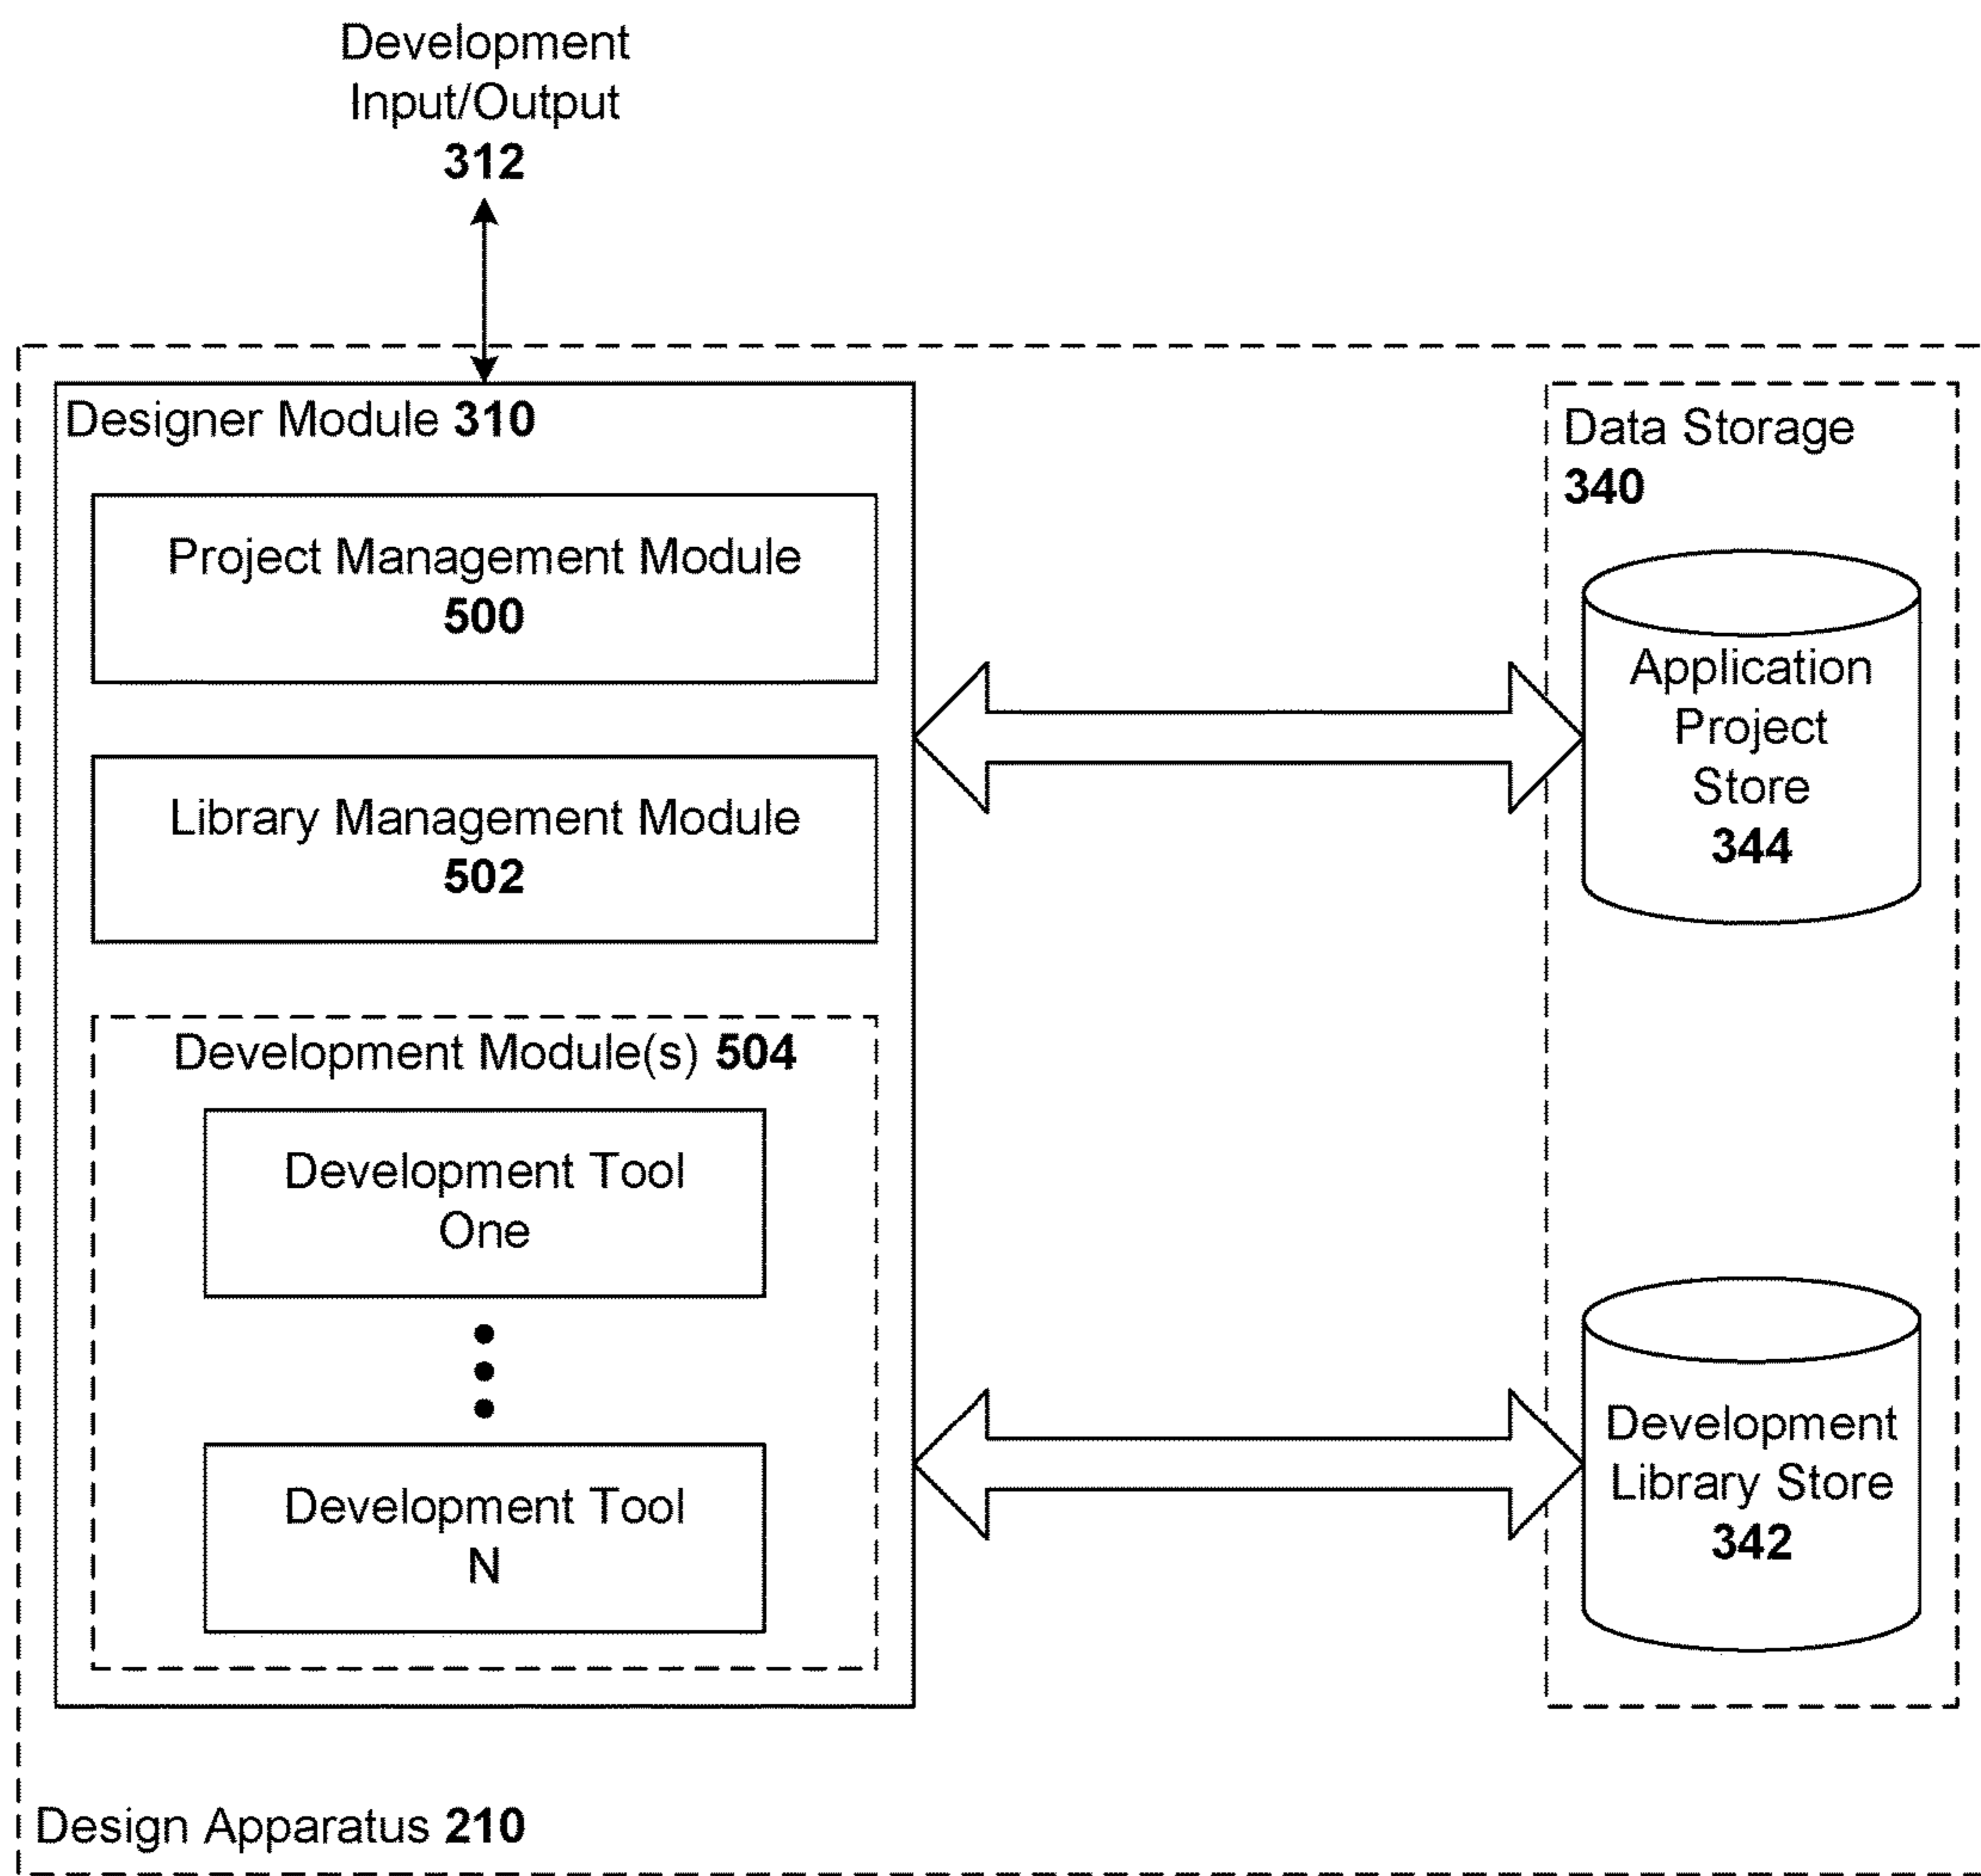 Development
Input/Output
312
Designer Module 310
Project Management Module
500
Library Management Module
502
Development Module(s) 504
Development Tool
One
Development Tool
N
Data Storage
340
Application
Project
Store
344
Development
Library Store
342
Design Apparatus 210